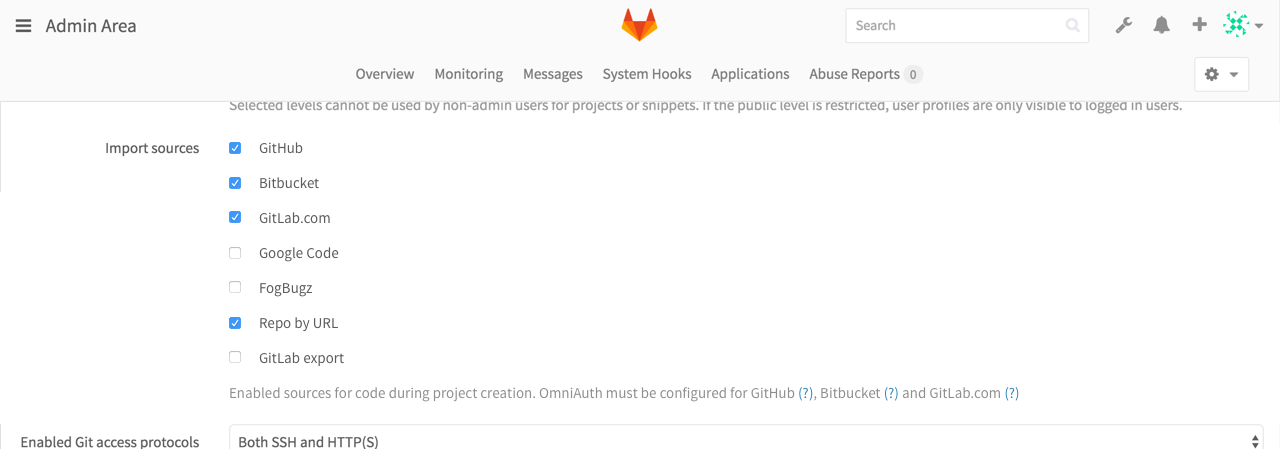 Admin Area
Search
Overview Monitoring Messages System Hooks Applications Abuse Reports 0
Selected levels cannot be used by non-admin users for projects or snippets. If the public level is restricted, user profiles are only visible to logged in users.
Import sources GitHub
Bitbucket
GitLab.com
Google Code
FogBugz
Repo by URL
GitLab export
Enabled sources for code during project creation. OmniAuth must be configured for GitHub (?), Bitbucket (?) and GitLab.com (?)
Enabled Git access protocols Both SSH and HTTP(S)